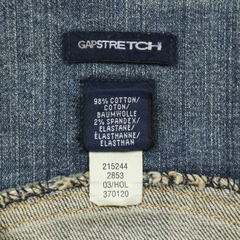 GAPSTRETCH
98% COTTON/
COTON/
BAUMWOLLE
2% SPANDEX/
ELASTANE/
ÉLASTHANNE/
ELASTHAN
215244
2853
03/HOL
370120